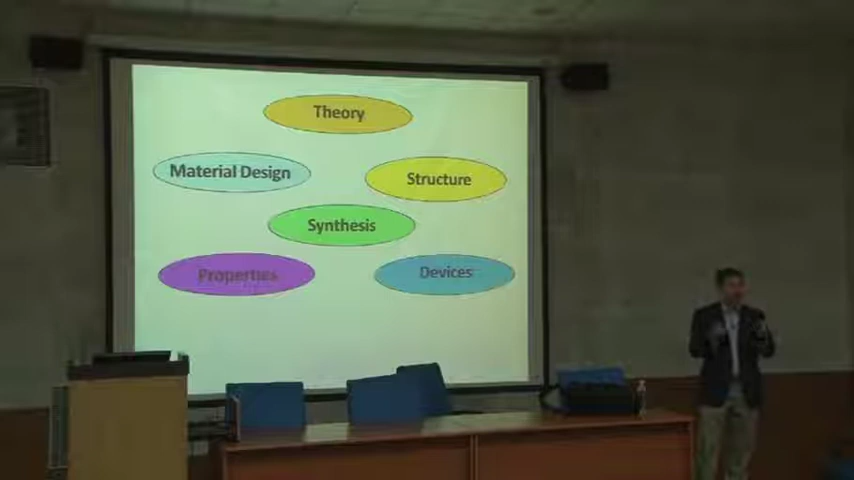 Theory
Material Design
Structure
Synthesis
Properties
Devices